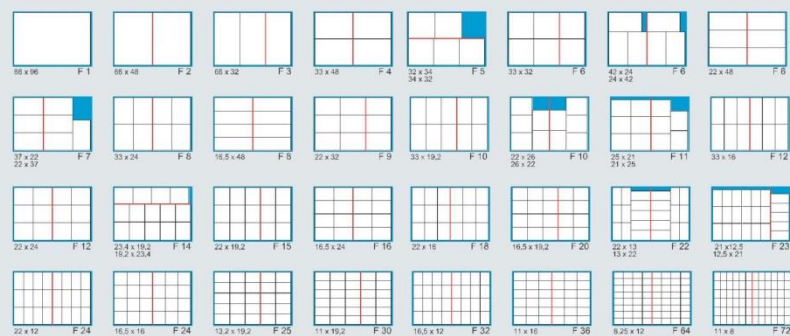 66 x 96 F 1
66 x 48 F 2
66 x 32 F 3
33 x 48 F 4
32 x 34 F 5
34 x 32
33 x 32 F 6
42 x 24 F 6
24 x 42
22 x 48 F 6
37 x 22 F 7
22 x 37
33 x 24 F 8
16,5 x 48 F 8
22 x 32 F 9
33 x 19,2 F 10
22 x 26 F 10
26 x 22
25 x 21 F 11
21 x 25
33 x 16 F 12
22 x 24 F 12
23,4 x 19,2 F 14
19,2 x 23,4
22 x 19,2 F 15
16,5 x 24 F 16
22 x 16 F 18
16,5 x 19,2 F 20
22 x 13 F 22
13 x 22
21 x12,5 F 23
12,5 x 21
22 x 12 F 24
16,5 x 16 F 24
13,2 x 19,2 F 25
11 x 19,2 F 30
16,5 x 12 F 32
11 x 16 F 36
8,25 x 12 F 64
11 x 8 F 72